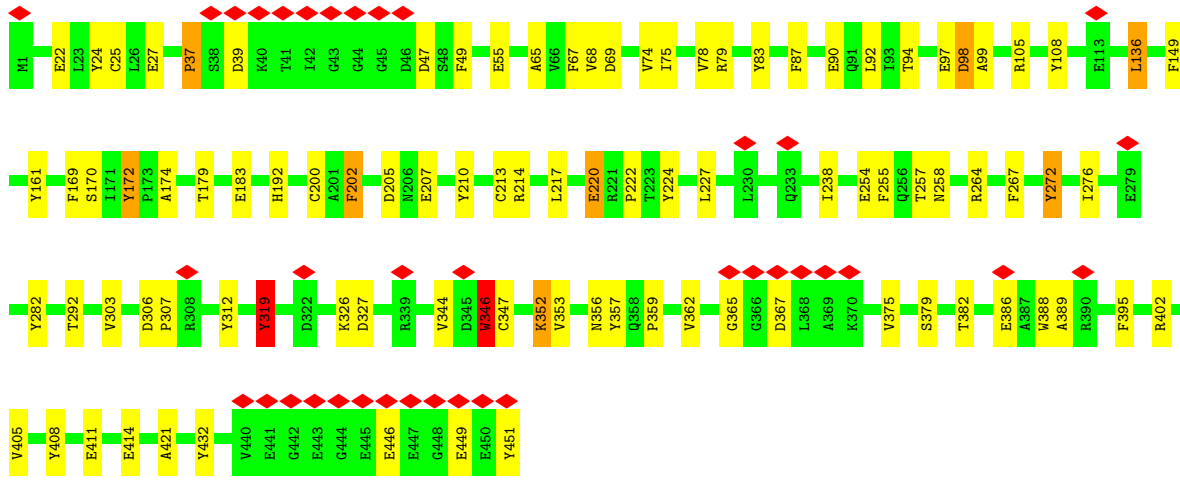 M1 E22 L23 Y24 C25 L26 E27 P37 S38 D39 K40 T41 I42 G43 G44 G45 D46 D47 S48 F49 E55 A65 V66 F67 V68 D69 V74 I75 V78 R79 Y83 F87 E90 Q91 L92 I93 T94 E97 D98 A99 R105 Y108 E113 L136 F149
Y161 F169 S170 I171 Y172 P173 A174 T179 E183 H192 C200 A201 F202 D205 N206 E207 Y210 C213 R214 L217 E220 R221 P222 T223 Y224 L227 L230 Q233 I238 E254 F255 Q256 T257 N258 R264 F267 Y272 I276 E279
Y282 T292 V303 D306 P307 R308 Y312 Y319 D322 K326 D327 R339 V344 D345 W346 C347 K352 V353 N356 Y357 Q358 P359 V362 G365 G366 D367 L368 A369 K370 V375 S379 T382 E386 A387 W388 A389 R390 F395 R402
V405 Y408 E411 E414 A421 Y432 V440 E441 G442 E443 G444 E445 E446 E447 G448 E449 E450 Y451